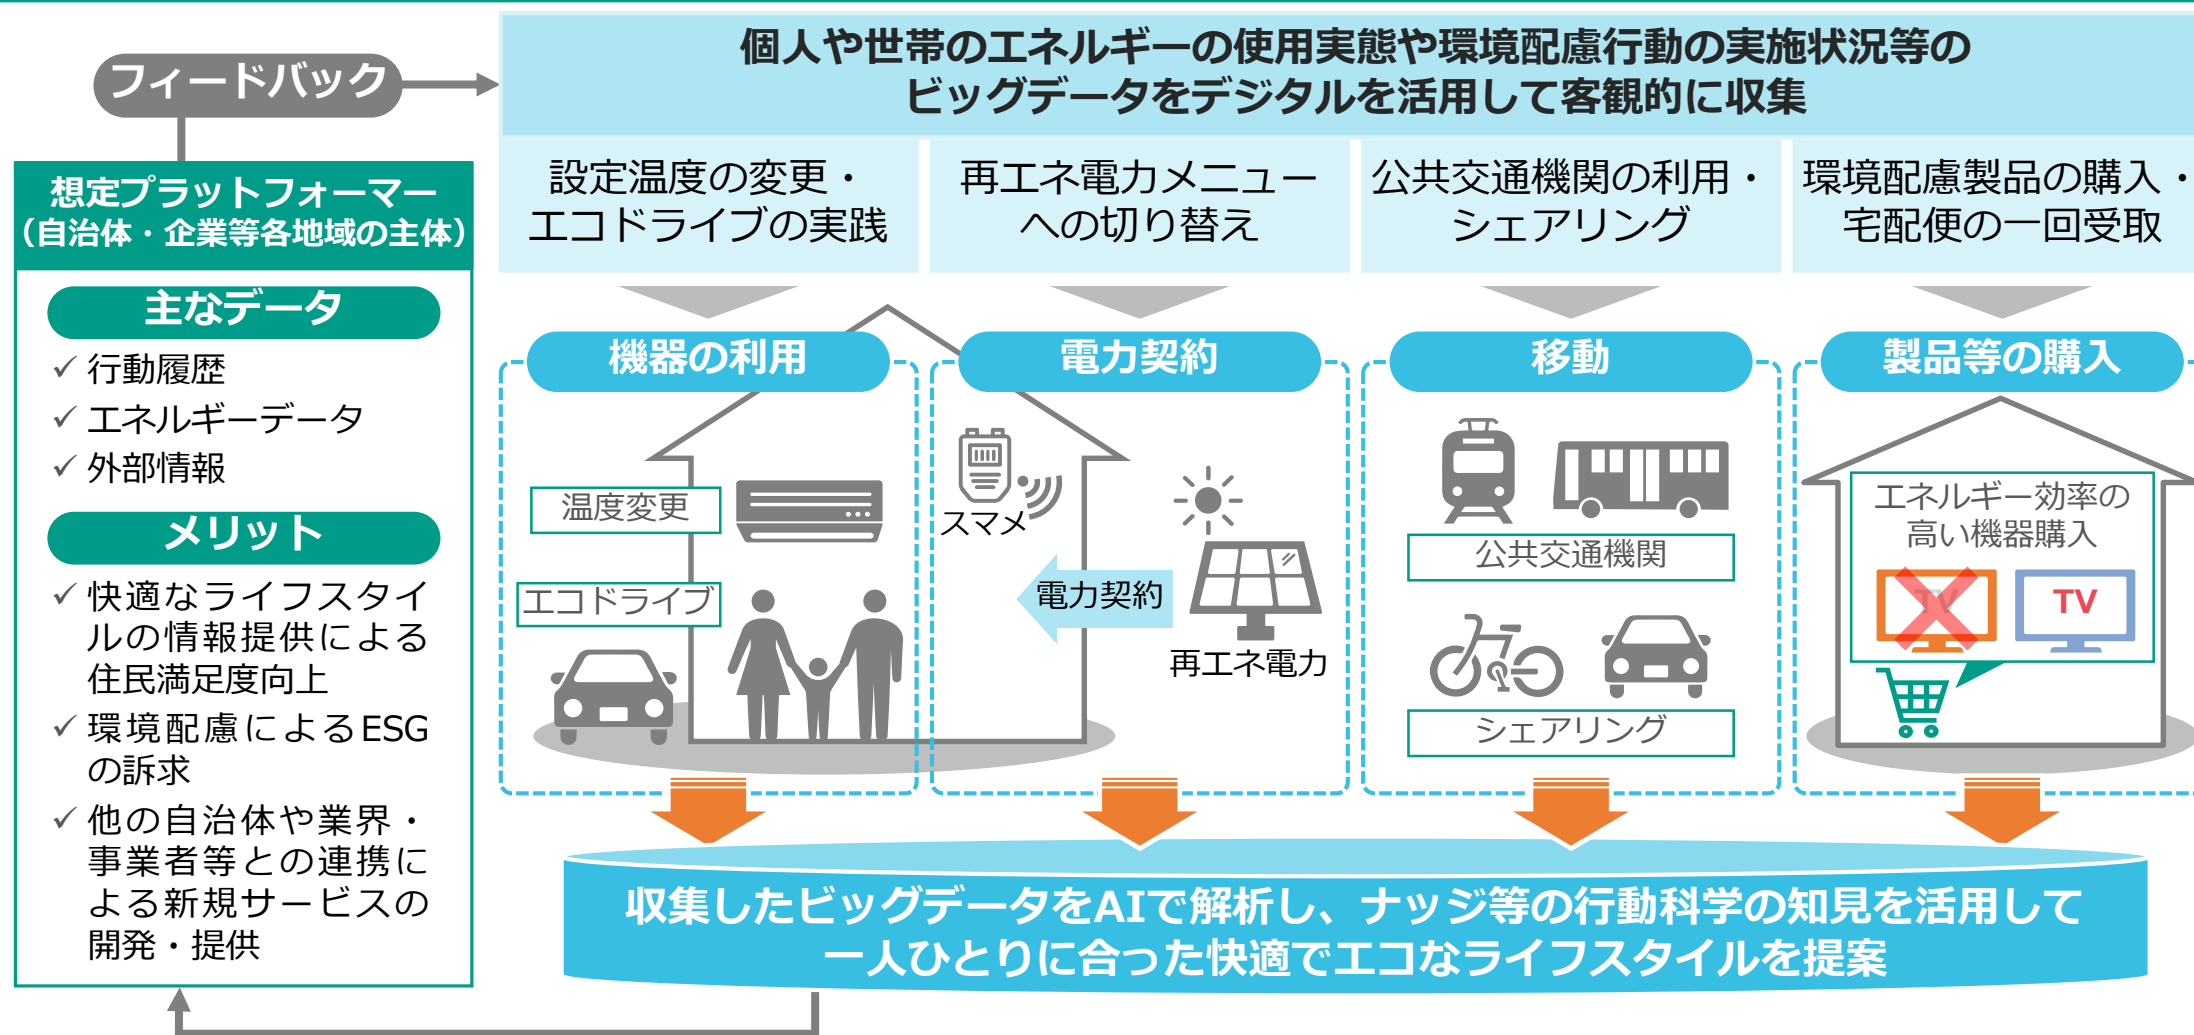 個人や世帯のエネルギーの使用実態や環境配慮行動の実施状況等の
ビッグデータをデジタルを活用して客観的に収集
フィードバック
想定プラットフォーマー
（自治体・企業等各地域の主体）
主なデータ
✓ 行動履歴
✓ エネルギーデータ
✓ 外部情報
メリット
✓ 快適なライフスタイ
ルの情報提供による
住民満足度向上
✓ 環境配慮によるESG
の訴求
✓ 他の自治体や業界・
事業者等との連携に
よる新規サービスの
開発・提供
設定温度の変更・
エコドライブの実践
再エネ電力メニュー
への切り替え
公共交通機関の利用・
シェアリング
環境配慮製品の購入・
宅配便の一回受取
機器の利用
温度変更
エコドライブ
電力契約
スマメ
電力契約
再エネ電力
移動
公共交通機関
シェアリング
製品等の購入
エネルギー効率の
高い機器購入
TV
TV
収集したビッグデータをAIで解析し、ナッジ等の行動科学の知見を活用して
一人ひとりに合った快適でエコなライフスタイルを提案